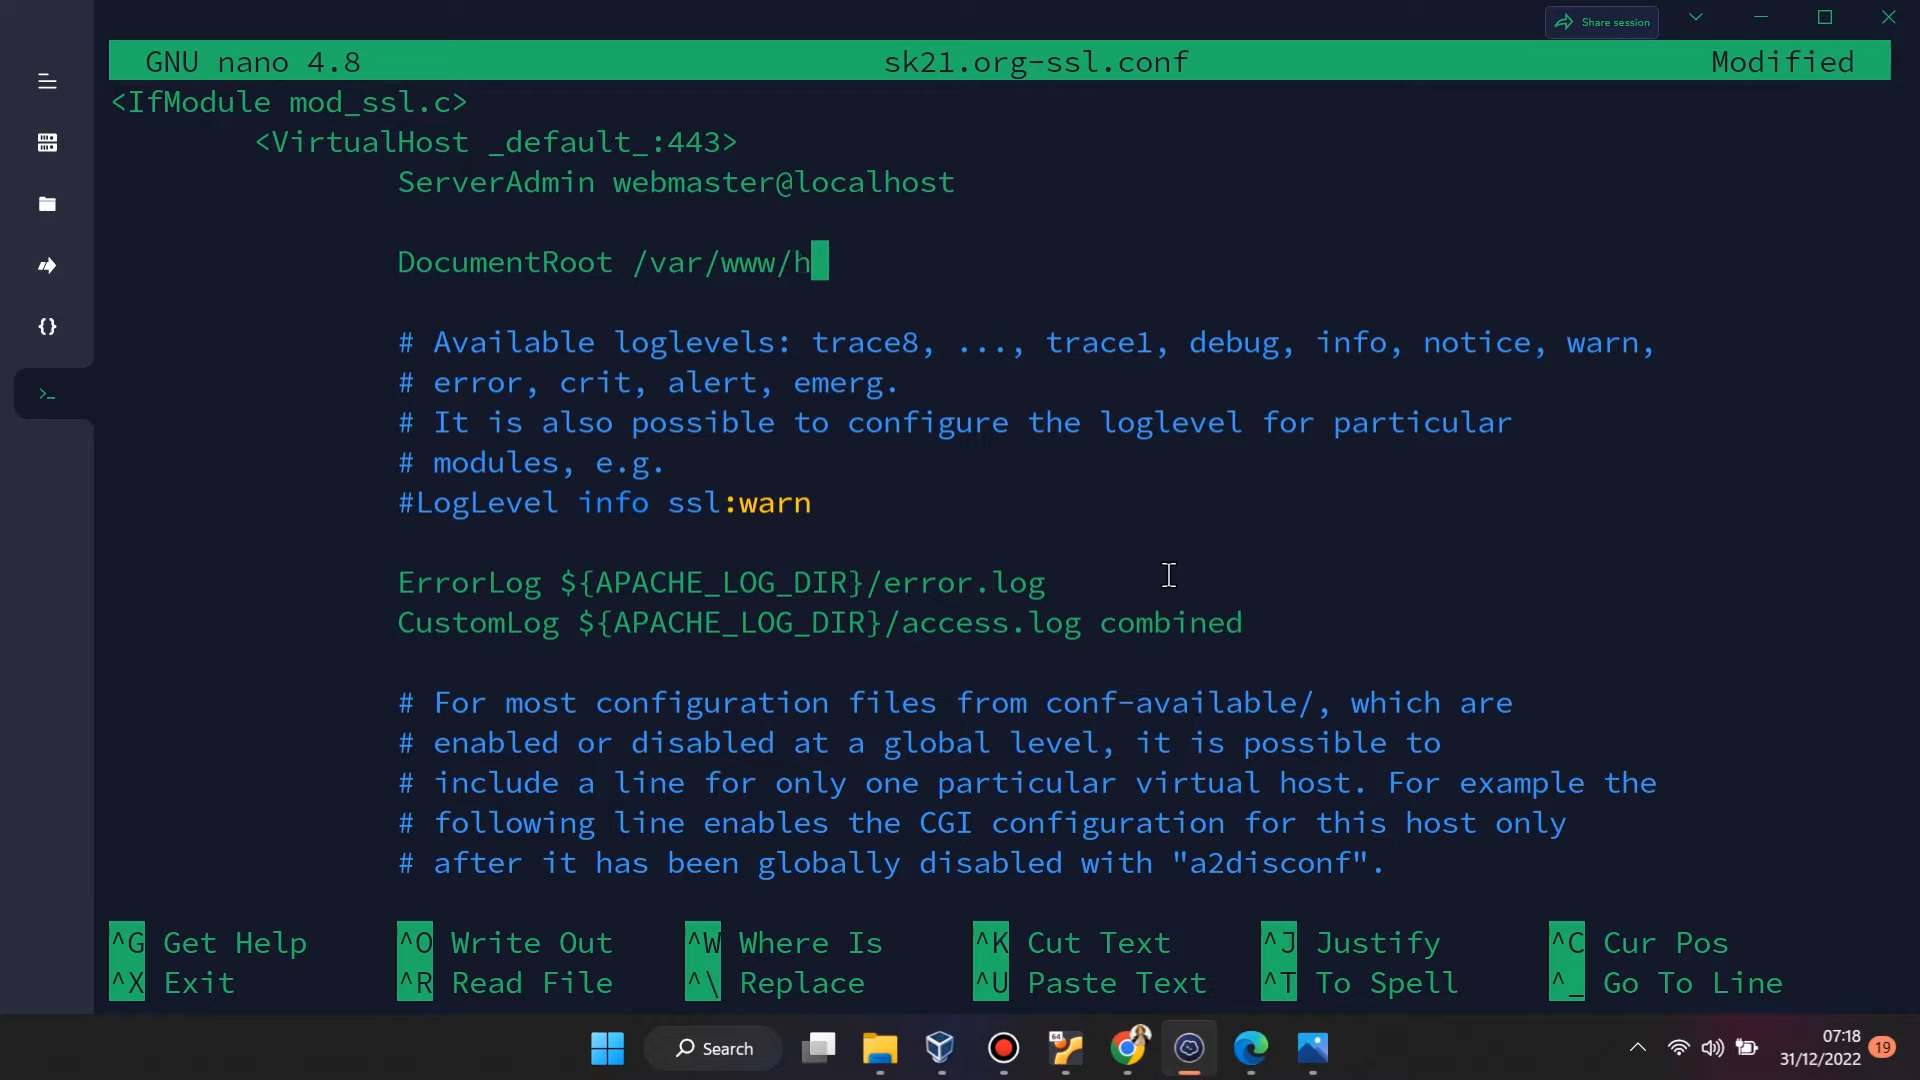 Share session
GNU nano 4.8 sk21.org-ssl.conf Modified
<IfModule mod_ssl.c>
<VirtualHost _default_:443>
ServerAdmin webmaster@localhost
DocumentRoot /var/www/h
# Available loglevels: trace8, ..., trace1, debug, info, notice, warn,
# error, crit, alert, emerg.
# It is also possible to configure the loglevel for particular
# modules, e.g.
#LogLevel info ssl:warn
ErrorLog ${APACHE_LOG_DIR}/error.log
CustomLog ${APACHE_LOG_DIR}/access.log combined
# For most configuration files from conf-available/, which are
# enabled or disabled at a global level, it is possible to
# include a line for only one particular virtual host. For example the
# following line enables the CGI configuration for this host only
# after it has been globally disabled with "a2disconf".
^G Get Help ^O Write Out ^W Where Is ^K Cut Text ^J Justify ^C Cur Pos
^X Exit ^R Read File ^\ Replace ^U Paste Text ^T To Spell ^_ Go To Line
Search
64
07:18
31/12/2022
19